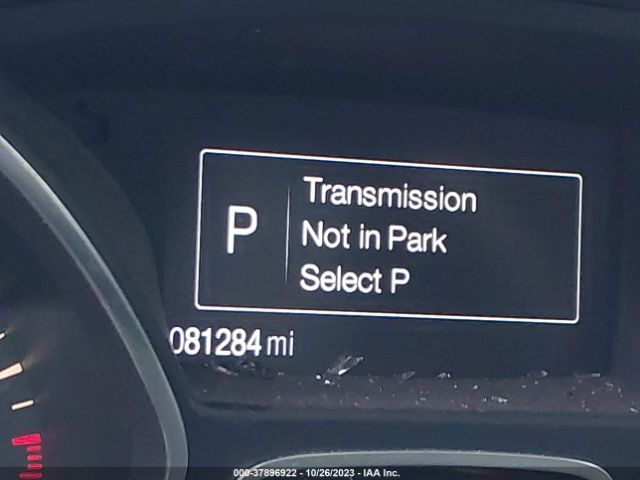 Transmission
P
Not in Park
Select P
081284 mi
000-37896922 - 10/26/2023 - IAA Inc.